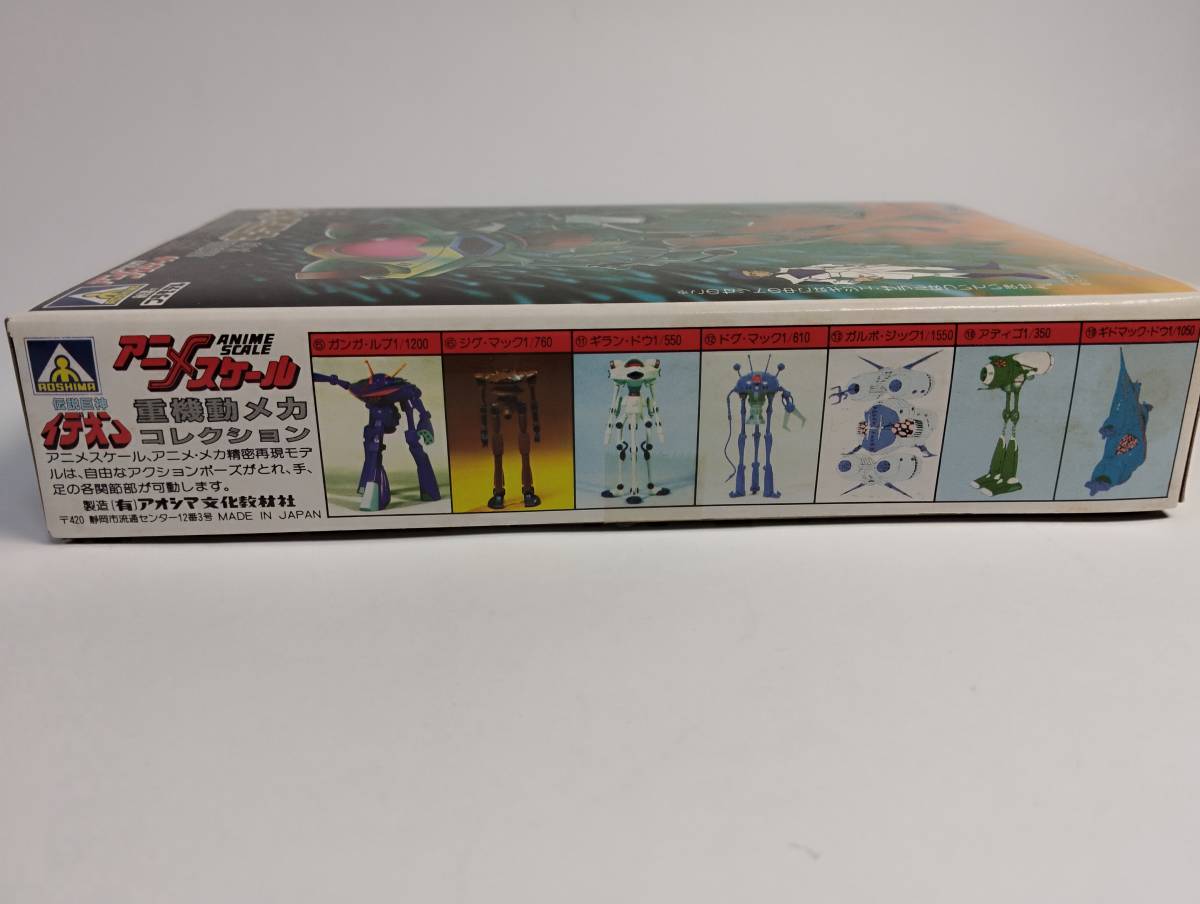 AOSHIMA
アニメスケール
ANIME
SCALE
伝説巨神
イデオン
重機動メカ
コレクション
アニメスケール、アニメ・メカ精密再現モデ
ルは、自由なアクションポーズがとれ、手、
足の各関節部が可動します。
製造(有)アオシマ文化教材社
〒420 静岡市流通センター12番3号 MADE IN JAPAN
ガンガ・ルブ1/1200
⑥ジグ・マック1/760
⑪ギラン・ドウ1/550
⑫ドグ・マック1/610
⑬ガルボ・ジック1/1550
アディゴ1/350
ギドマック・ドウ1/1050